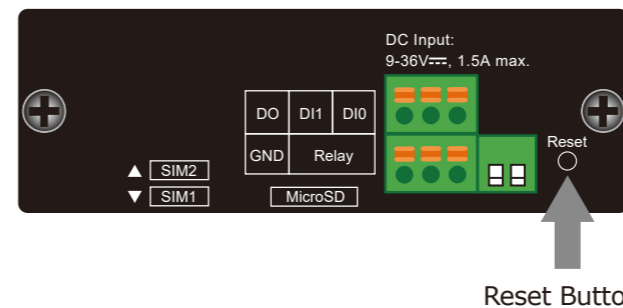 DC Input:
9-36V⎓, 1.5A max.
DO DI1 DI0
GND Relay
Reset
▲ SIM2
▼ SIM1
MicroSD
Reset Butto